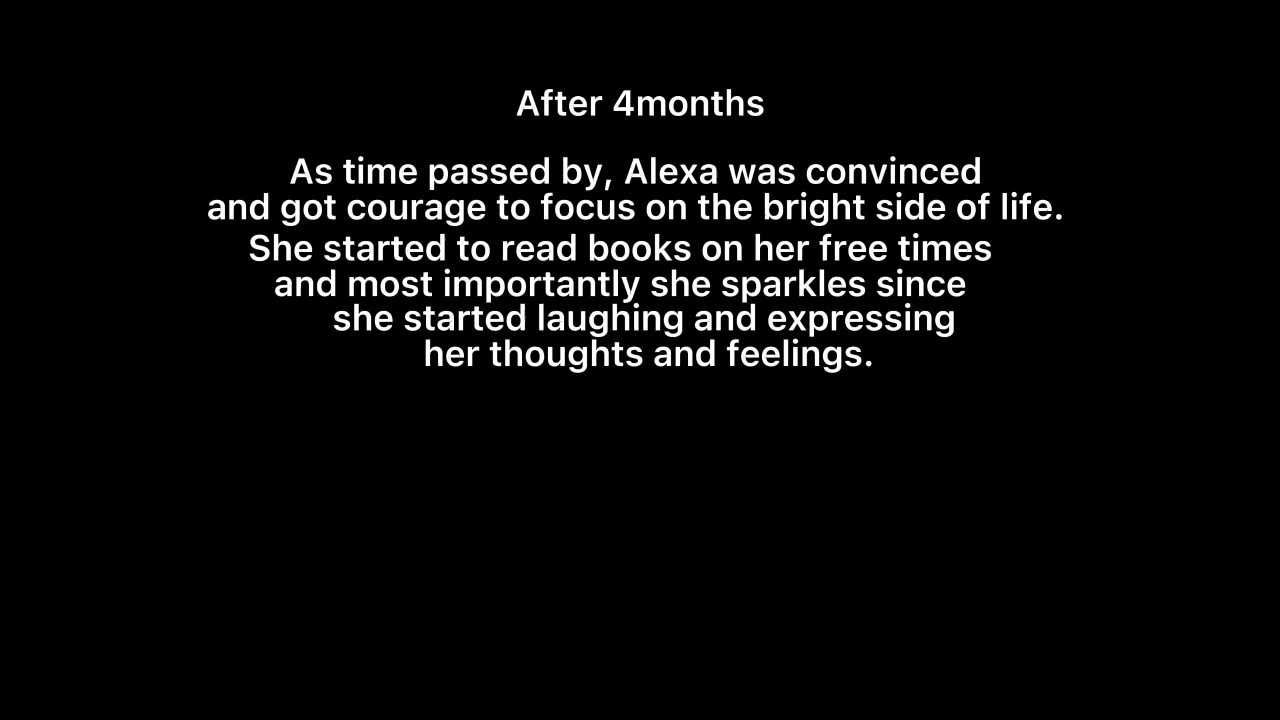 After 4months
As time passed by, Alexa was convinced
and got courage to focus on the bright side of life.
She started to read books on her free times
and most importantly she sparkles since
she started laughing and expressing
her thoughts and feelings.